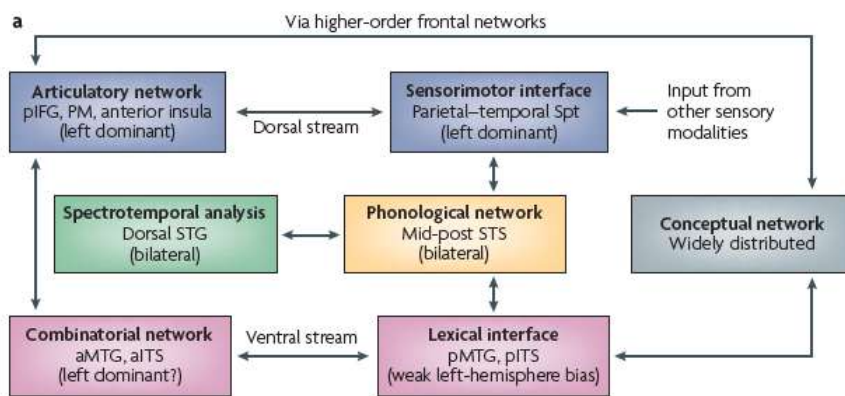 a
Via higher-order frontal networks
Articulatory network
pIFG, PM, anterior insula
(left dominant)
Dorsal stream
Sensorimotor interface
Parietal–temporal Spt
(left dominant)
Input from
other sensory
modalities
Spectrotemporal analysis
Dorsal STG
(bilateral)
Phonological network
Mid-post STS
(bilateral)
Conceptual network
Widely distributed
Combinatorial network
aMTG, aITS
(left dominant?)
Ventral stream
Lexical interface
pMTG, pITS
(weak left-hemisphere bias)